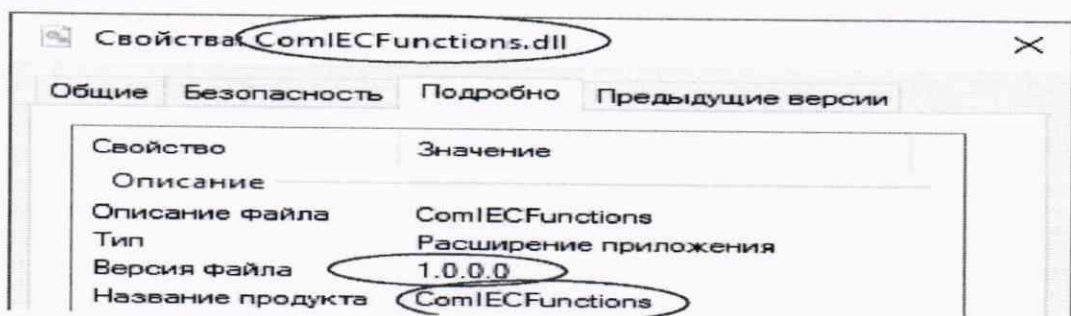 Свойства: ComIECFunctions.dll
Общие Безопасность Подробно Предыдущие версии
Свойство Значение
Описание
Описание файла ComIECFunctions
Тип Расширение приложения
Версия файла 1.0.0.0
Название продукта ComIECFunctions